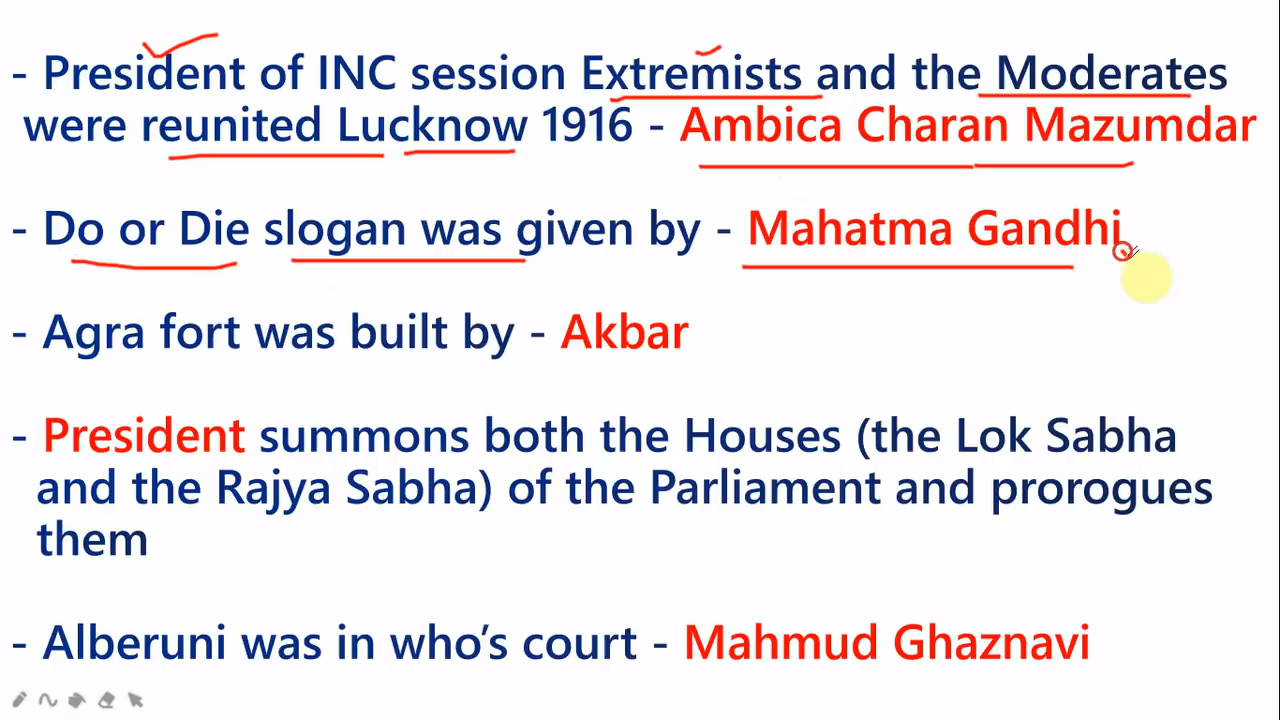 - President of INC session Extremists and the Moderates
were reunited Lucknow 1916 - Ambica Charan Mazumdar
- Do or Die slogan was given by - Mahatma Gandhi
- Agra fort was built by - Akbar
- President summons both the Houses (the Lok Sabha
and the Rajya Sabha) of the Parliament and prorogues
them
- Alberuni was in who’s court - Mahmud Ghaznavi